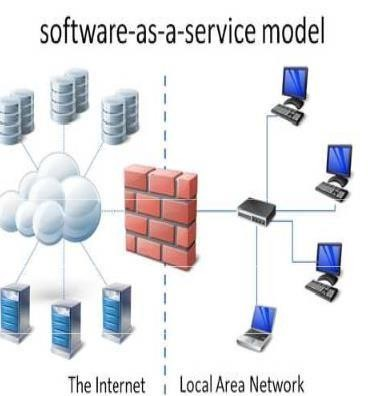 software-as-a-service model
The Internet
Local Area Network